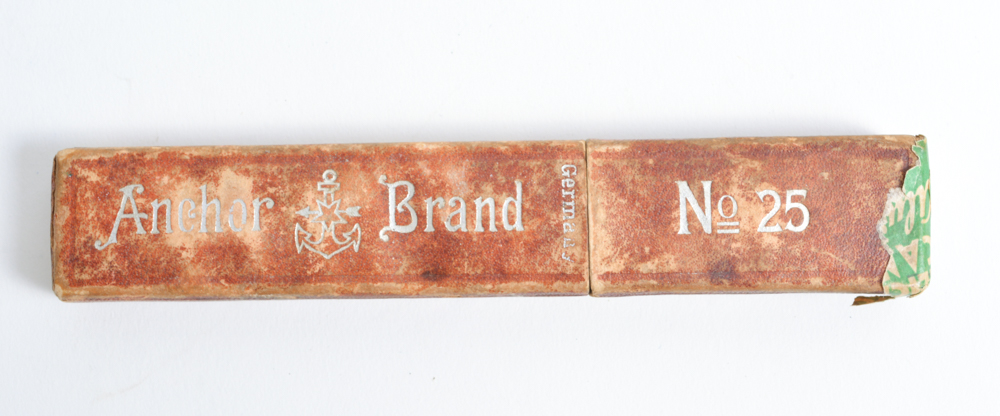 Anchor Brand
Germany
Nº 25